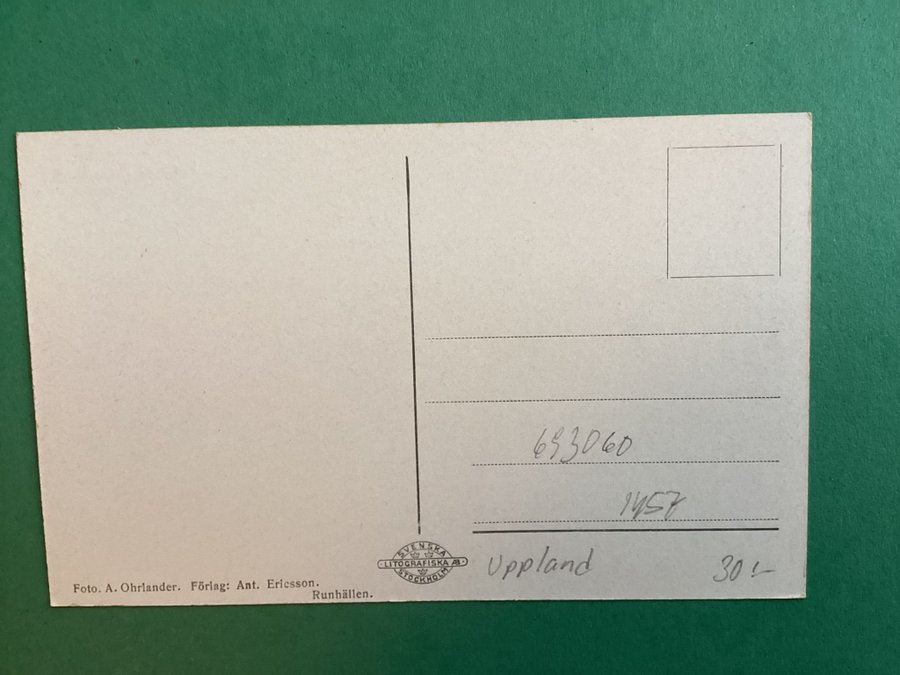 693060
1457
SVENSKA
LITOGRAFISKA AB
STOCKHOLM
Uppland
30:-
Foto. A. Ohrlander. Förlag: Ant. Ericsson.
Runhällen.